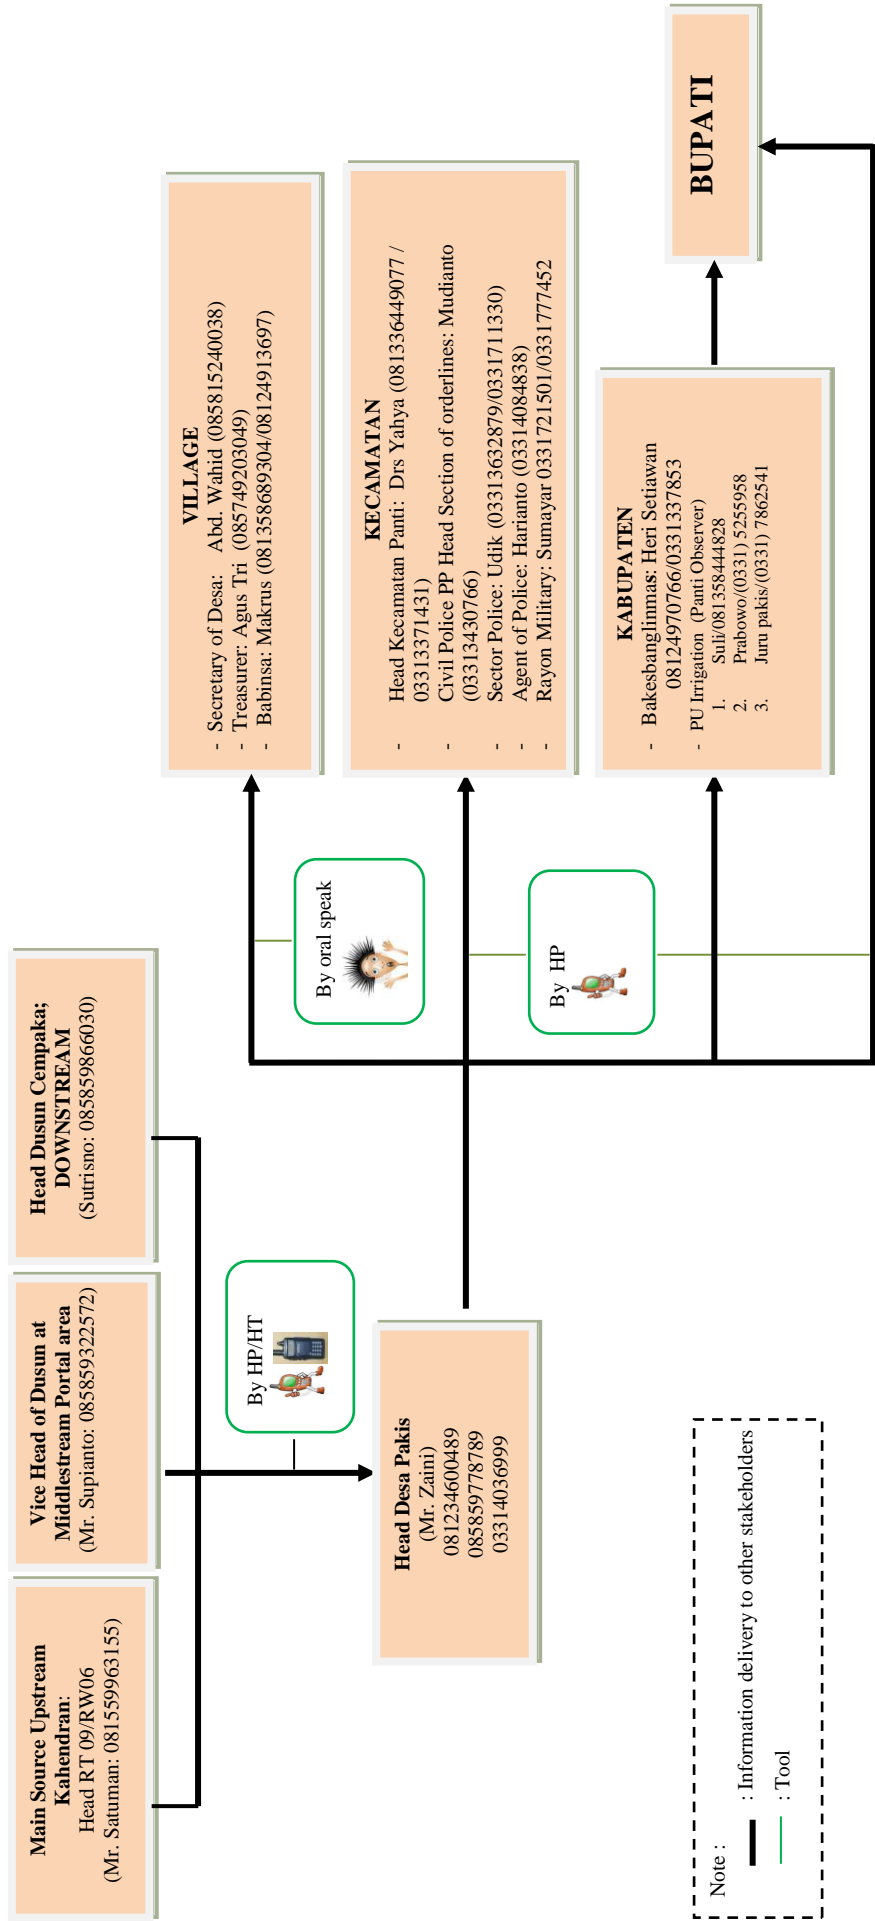 Main Source Upstream
Kahendran:
Head RT 09/RW06
(Mr. Satuman: 081559963155)
Vice Head of Dusun at
Middlestream Portal area
(Mr. Supianto: 085859322572)
Head Dusun Cempaka;
DOWNSTREAM
(Sutrisno: 085859866030)
By HP/HT
Head Desa Pakis
(Mr. Zaini)
081234600489
085859778789
03314036999
By oral speak
By HP
VILLAGE
- Secretary of Desa: Abd. Wahid (085815240038)
- Treasurer: Agus Tri (085749203049)
- Babinsa: Makrus (081358689304/08124913697)
KECAMATAN
- Head Kecamatan Panti: Drs Yahya (081336449077 /
03313371431)
- Civil Police PP Head Section of orderlines: Mudianto
(03313430766)
- Sector Police: Udik (03313632879/0331711330)
- Agent of Police: Harianto (03314084838)
- Rayon Military: Sumayar 0331721501/0331777452
KABUPATEN
- Bakesbanglinmas: Heri Setiawan
08124970766/0331337853
- PU Irrigation (Panti Observer)
1. Suli/081358444828
2. Prabowo/(0331) 5255958
3. Juru pakis/(0331) 7862541
BUPATI
Note :
: Information delivery to other stakeholders
: Tool